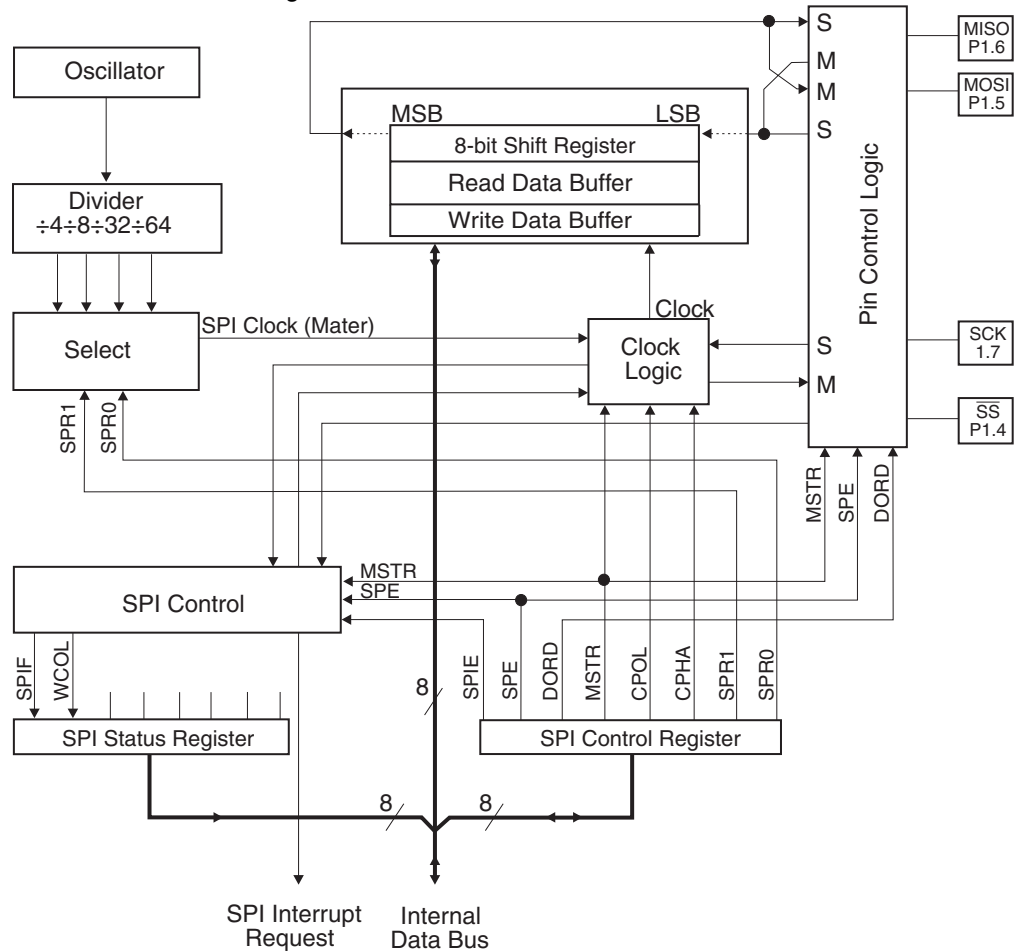 Oscillator
Divider
÷4÷8÷32÷64
Select
SPI Clock (Mater)
SPR1
SPR0
MSB
LSB
8-bit Shift Register
Read Data Buffer
Write Data Buffer
Clock
Clock
Logic
S
M
M
S
S
M
Pin Control Logic
MISO
P1.6
MOSI
P1.5
SCK
1.7
SS
P1.4
MSTR
SPE
DORD
SPI Control
MSTR
SPE
SPIF
WCOL
SPI Status Register
8
SPIE
SPE
DORD
MSTR
CPOL
CPHA
SPR1
SPR0
SPI Control Register
8
8
SPI Interrupt
Request
Internal
Data Bus